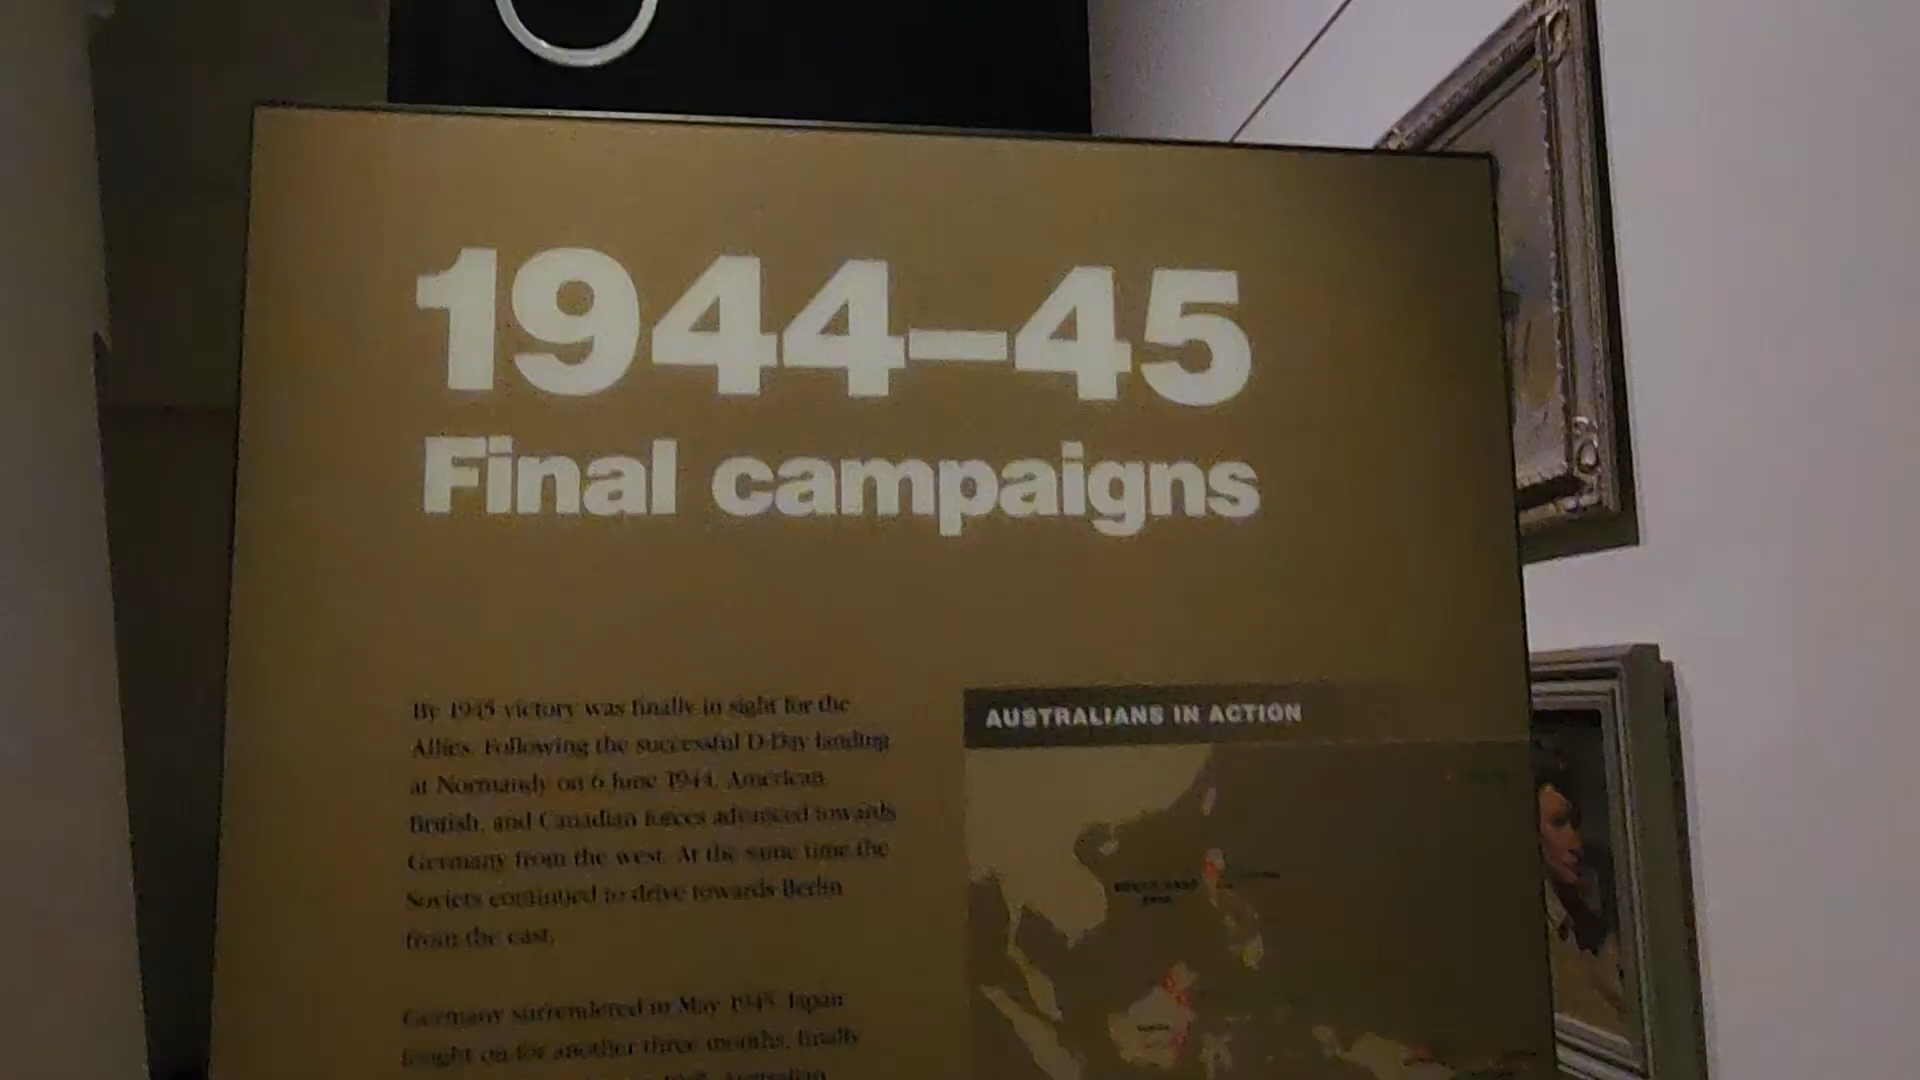 1944–45
Final campaigns
By 1945 victory was finally in sight for the
Allies. Following the successful D-Day landing
at Normandy on 6 June 1944, American,
British, and Canadian forces advanced towards
Germany from the west. At the same time the
Soviets continued to drive towards Berlin
from the east.
Germany surrendered in May 1945. Japan
fought on for another three months, finally
Australian
AUSTRALIANS IN ACTION